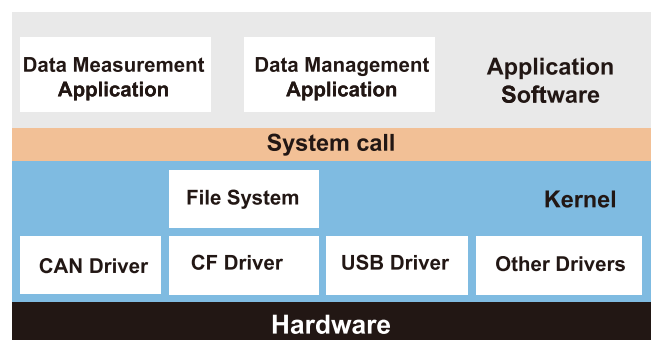 Data Measurement
Application
Data Management
Application
Application
Software
System call
File System
Kernel
CAN Driver
CF Driver
USB Driver
Other Drivers
Hardware